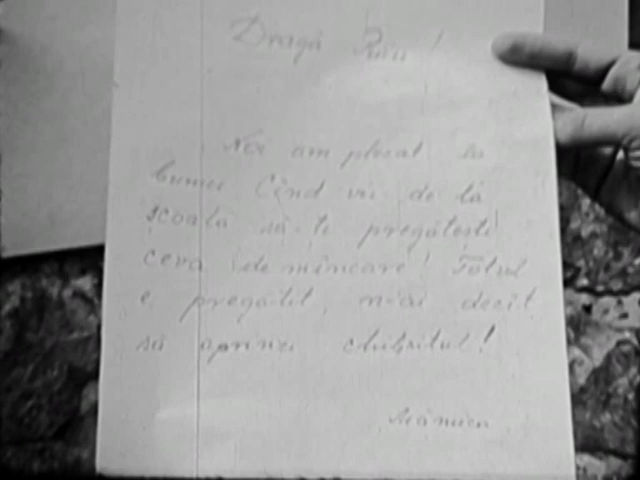 Dragă !
Noi am plecat la
bunica Cînd vii de la
școală să-ți pregătești
ceva de mîncare! Totul
e pregătit, n-ai decît
să aprinzi chibritul!
Mămica